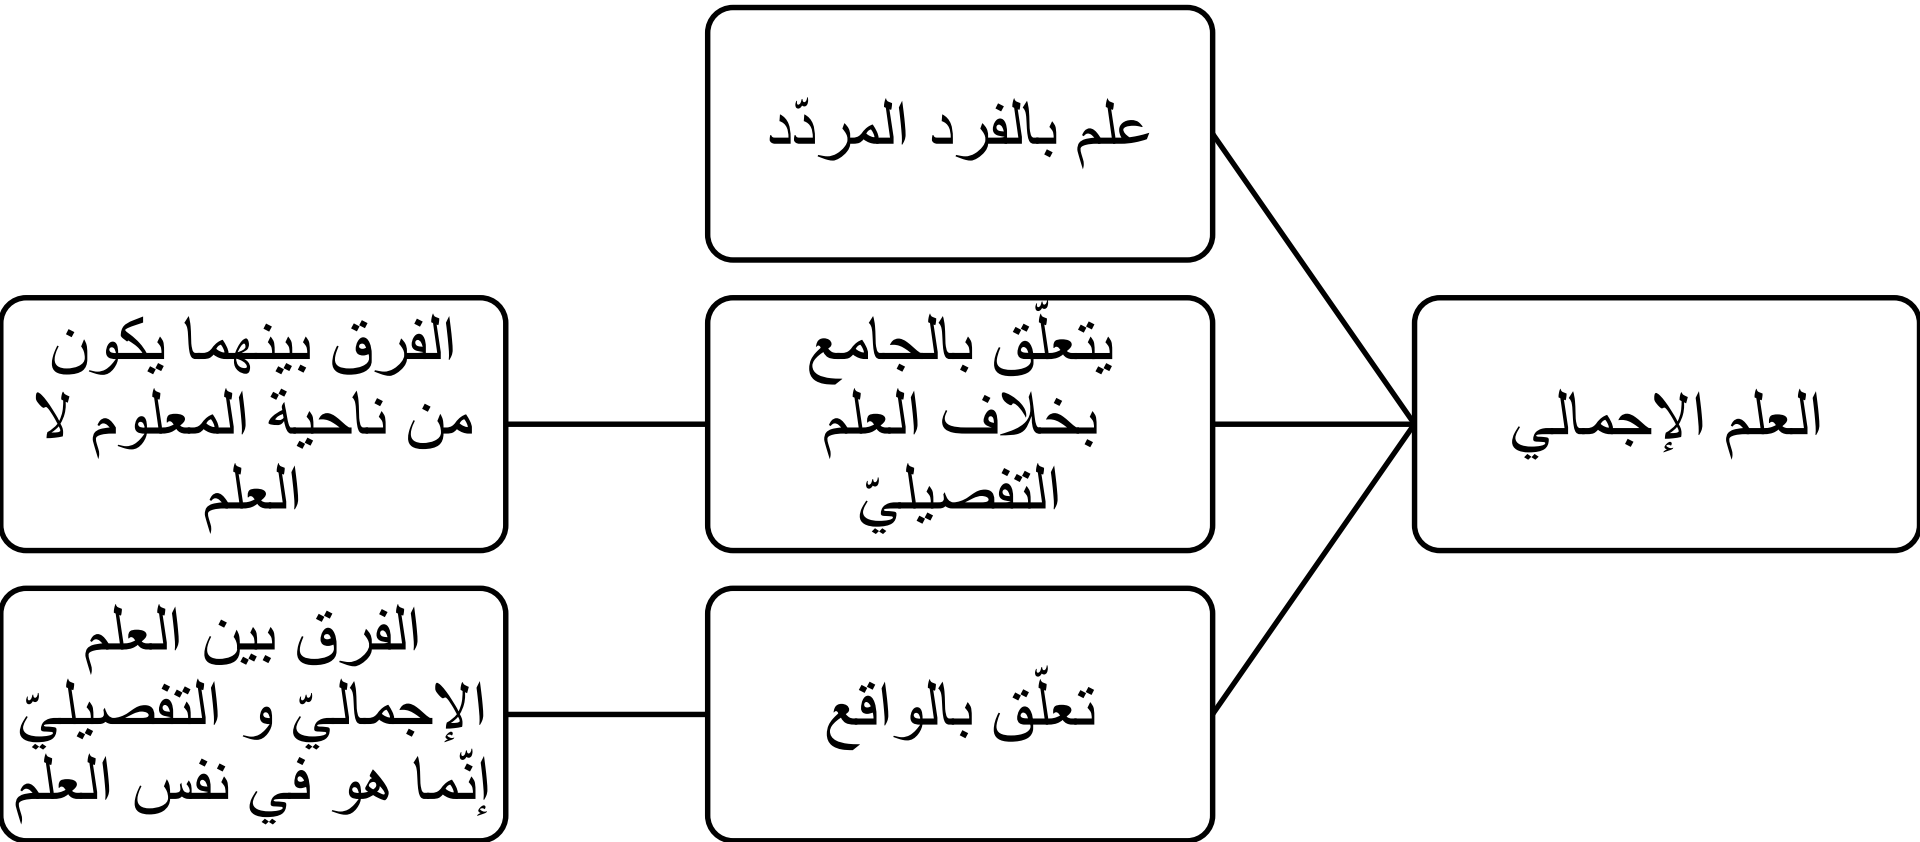 العلم الإجمالي
علم بالفرد المردّد
يتعلّق بالجامع
بخلاف العلم
التفصيليّ
الفرق بينهما يكون
من ناحية المعلوم لا
العلم
تعلّق بالواقع
الفرق بين العلم
الإجماليّ و التفصيليّ
إنّما هو في نفس العلم